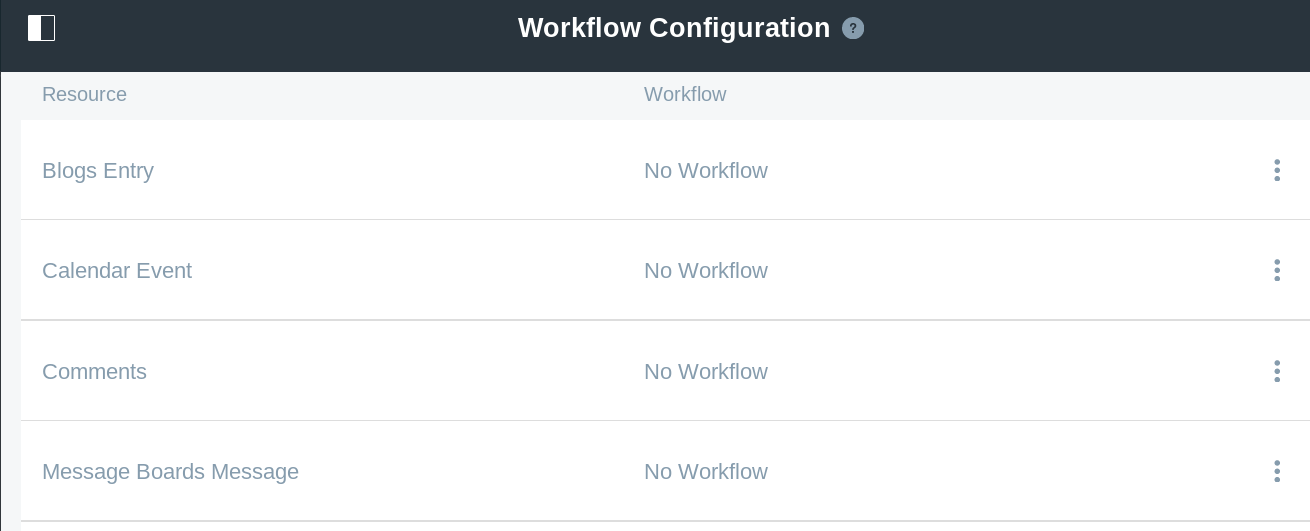 Workflow Configuration ?
Resource Workflow
Blogs Entry No Workflow
Calendar Event No Workflow
Comments No Workflow
Message Boards Message No Workflow